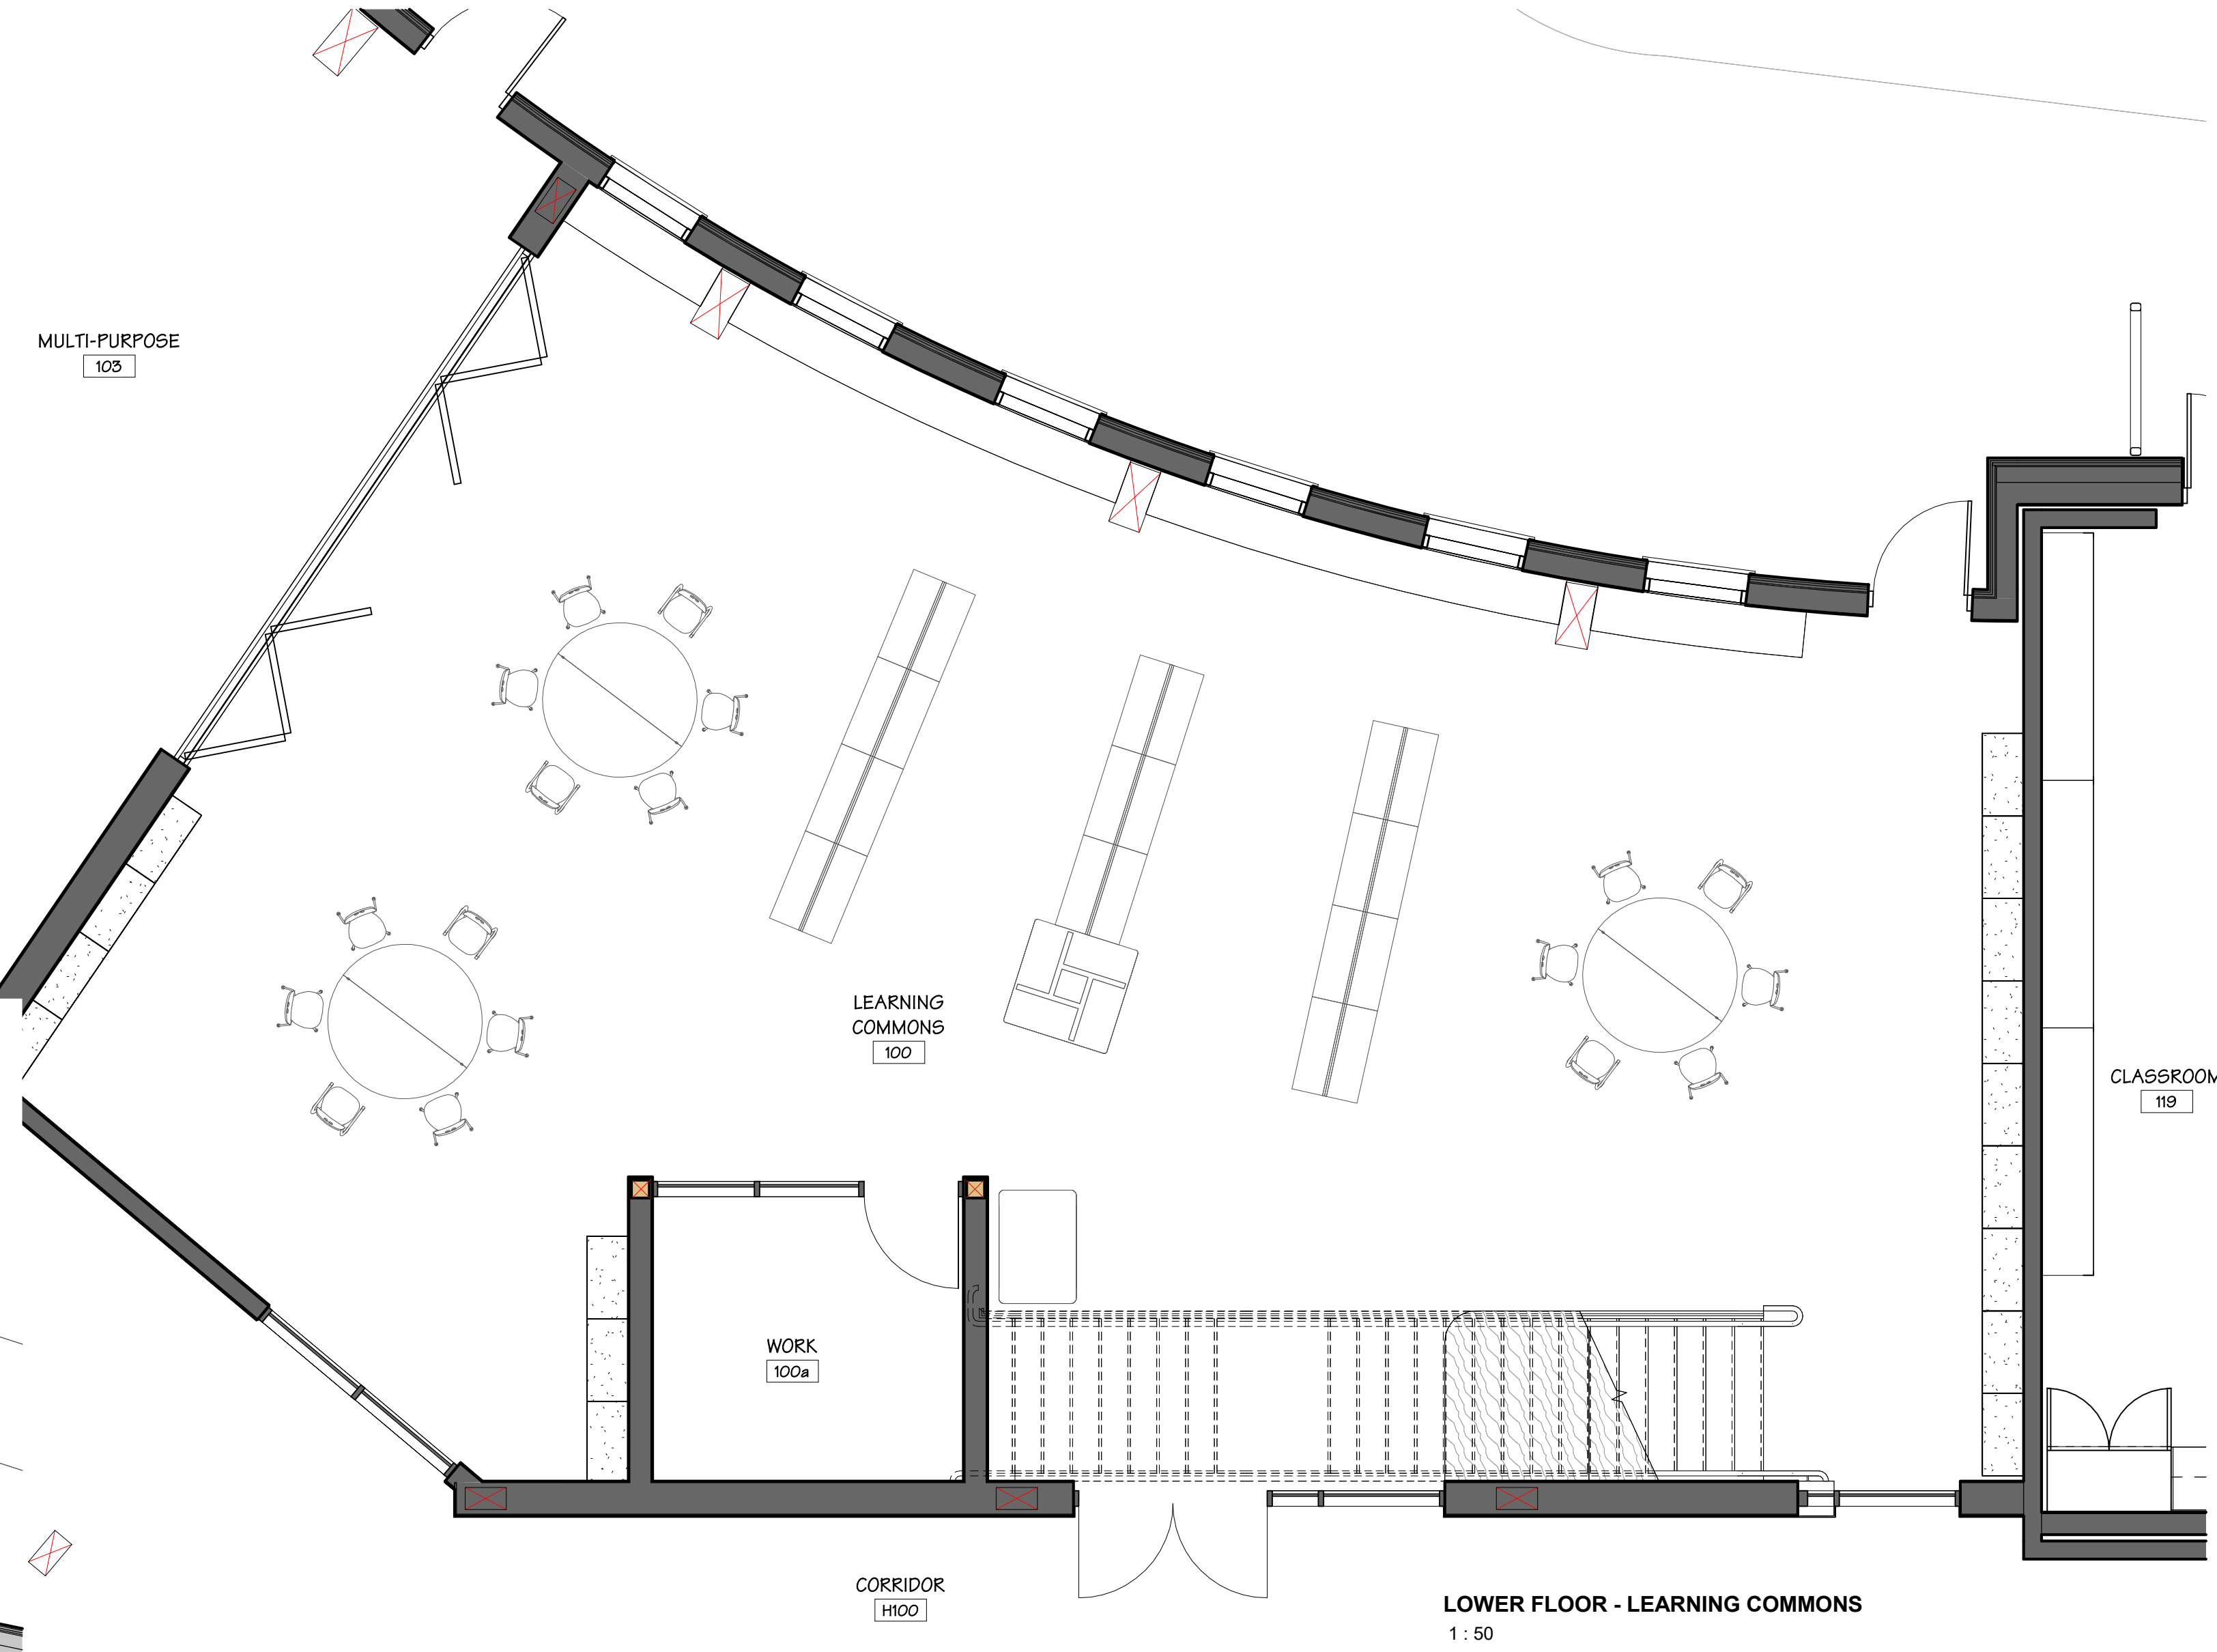 MULTI-PURPOSE
103
LEARNING
COMMONS
100
CLASSROOM
119
WORK
100a
CORRIDOR
H100
LOWER FLOOR - LEARNING COMMONS
1 : 50